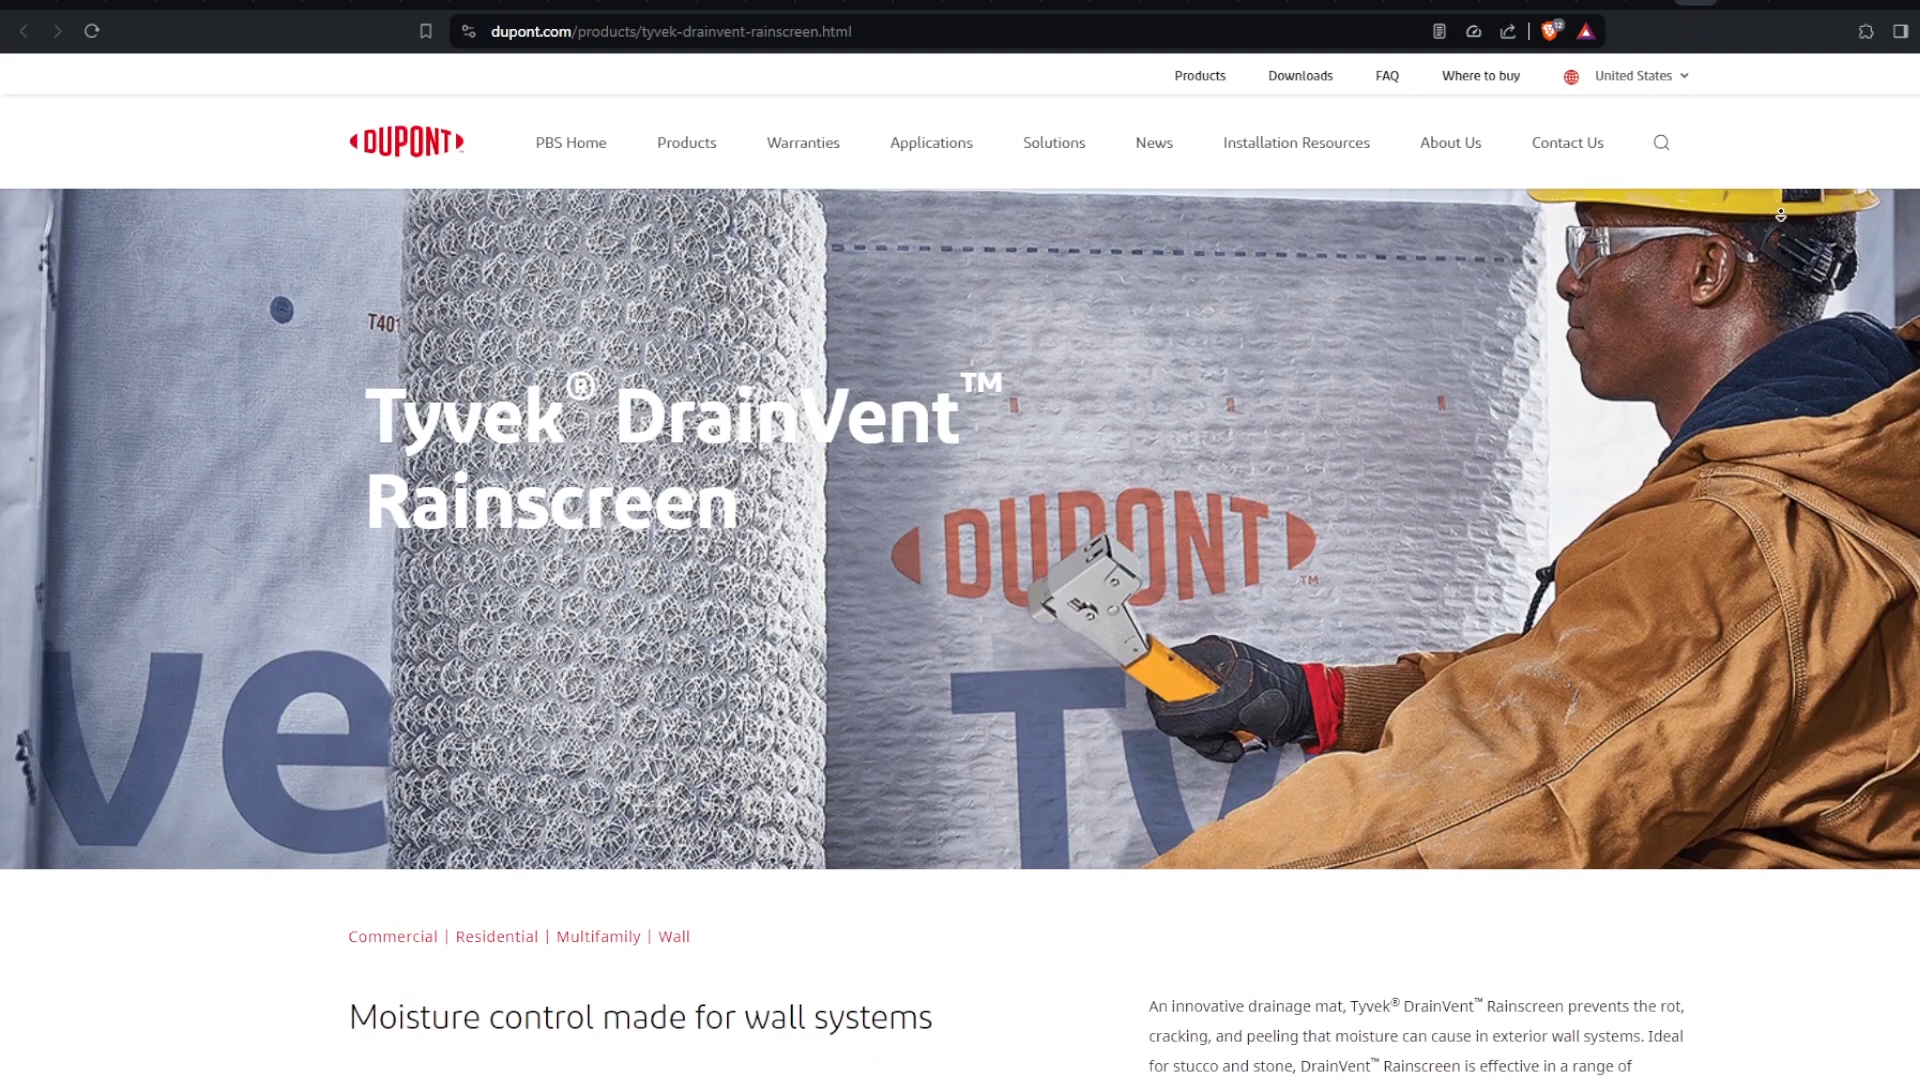 dupont.com/products/tyvek-drainvent-rainscreen.html
12
Products
Downloads
FAQ
Where to buy
United States
DUPONT
PBS Home
Products
Warranties
Applications
Solutions
News
Installation Resources
About Us
Contact Us
T401
Tyvek® DrainVent™
Rainscreen
DUPONT™
ve
Ty
Commercial | Residential | Multifamily | Wall
Moisture control made for wall systems
An innovative drainage mat, Tyvek® DrainVent™ Rainscreen prevents the rot,
cracking, and peeling that moisture can cause in exterior wall systems. Ideal
for stucco and stone, DrainVent™ Rainscreen is effective in a range of